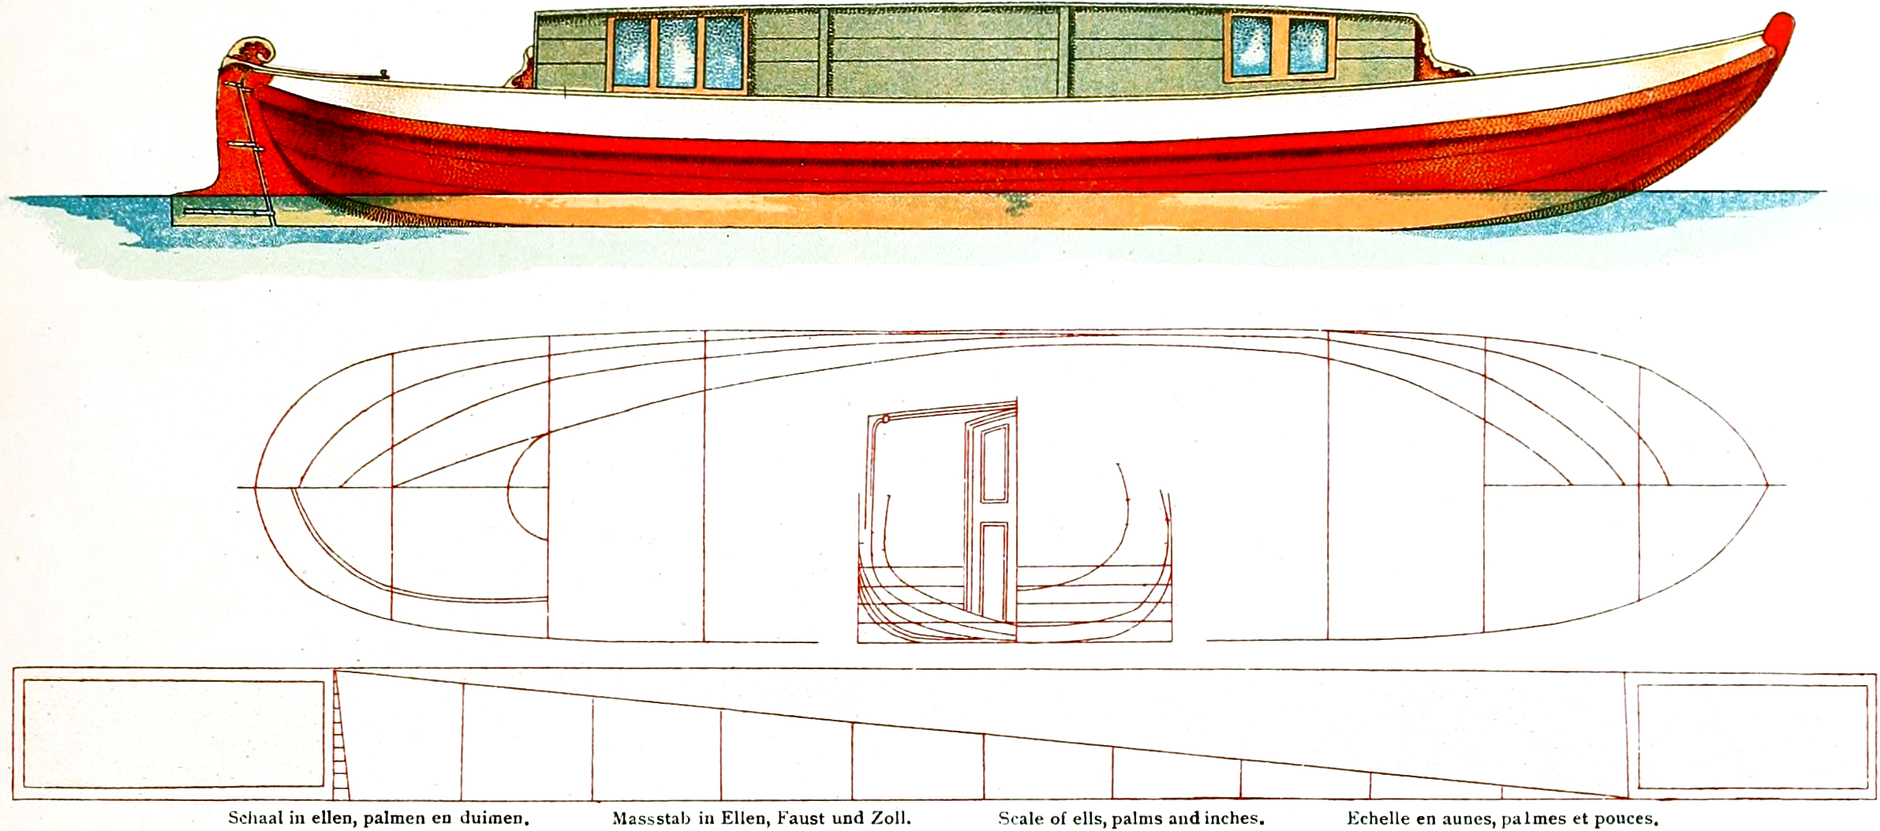 Schaal in ellen, palmen en duimen. Massstab in Ellen, Faust und Zoll. Scale of ells, palms and inches. Echelle en aunes, palmes et pouces.